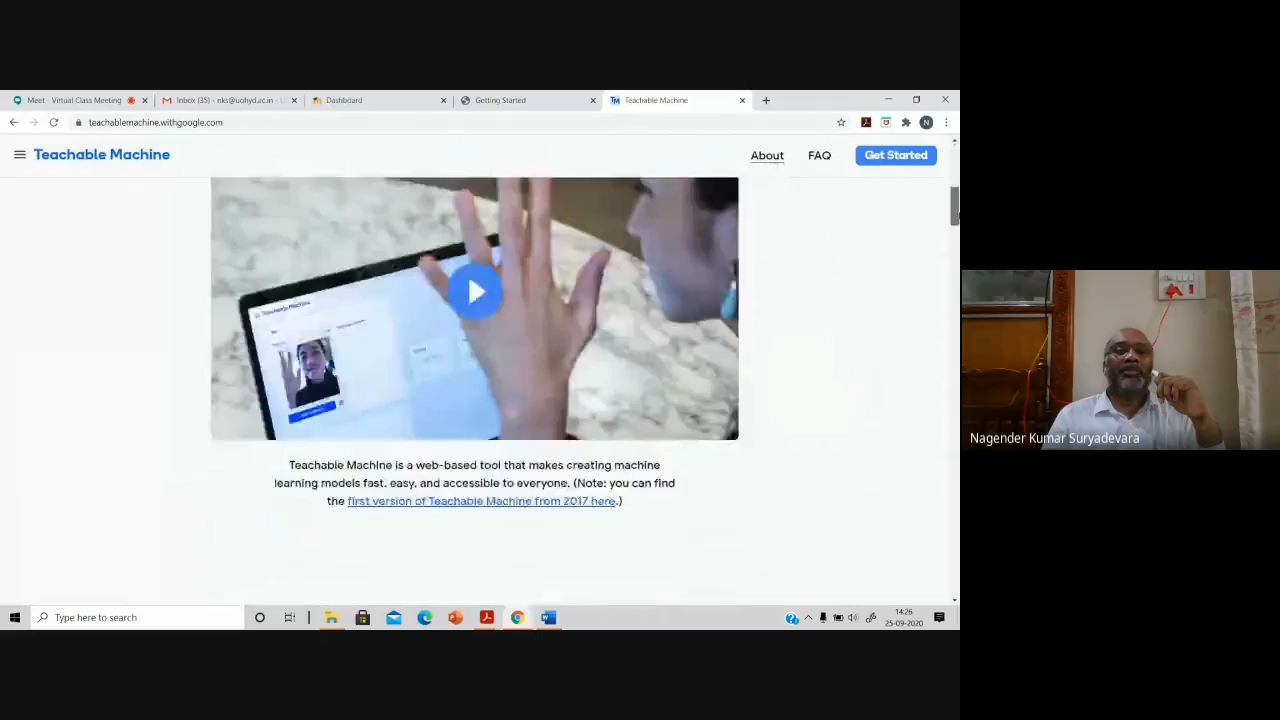 Meet - Virtual Class Meeting
Inbox (35) - nks@uohyd.ac.in - U
Dashboard
Getting Started
Teachable Machine
teachablemachine.withgoogle.com
Teachable Machine
About
FAQ
Get Started
Teachable Machine
Teachable Machine is a web-based tool that makes creating machine
learning models fast, easy, and accessible to everyone. (Note: you can find
the first version of Teachable Machine from 2017 here.)
Nagender Kumar Suryadevara
Type here to search
14:26
25-09-2020